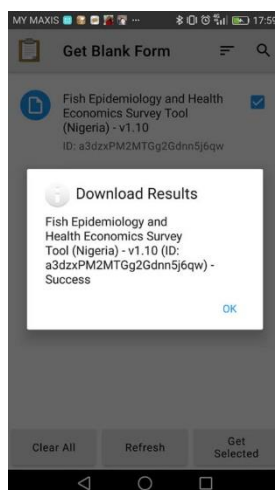 MY MAXIS ... 17:59
Get Blank Form
Fish Epidemiology and Health
Economics Survey Tool
(Nigeria) - v1.10
ID: a3dzxPM2MTGg2Gdnn5j6qw
Download Results
Fish Epidemiology and
Health Economics Survey
Tool (Nigeria) - v1.10 (ID:
a3dzxPM2MTGg2Gdnn5j6qw) -
Success
OK
Clear All Refresh Get
Selected